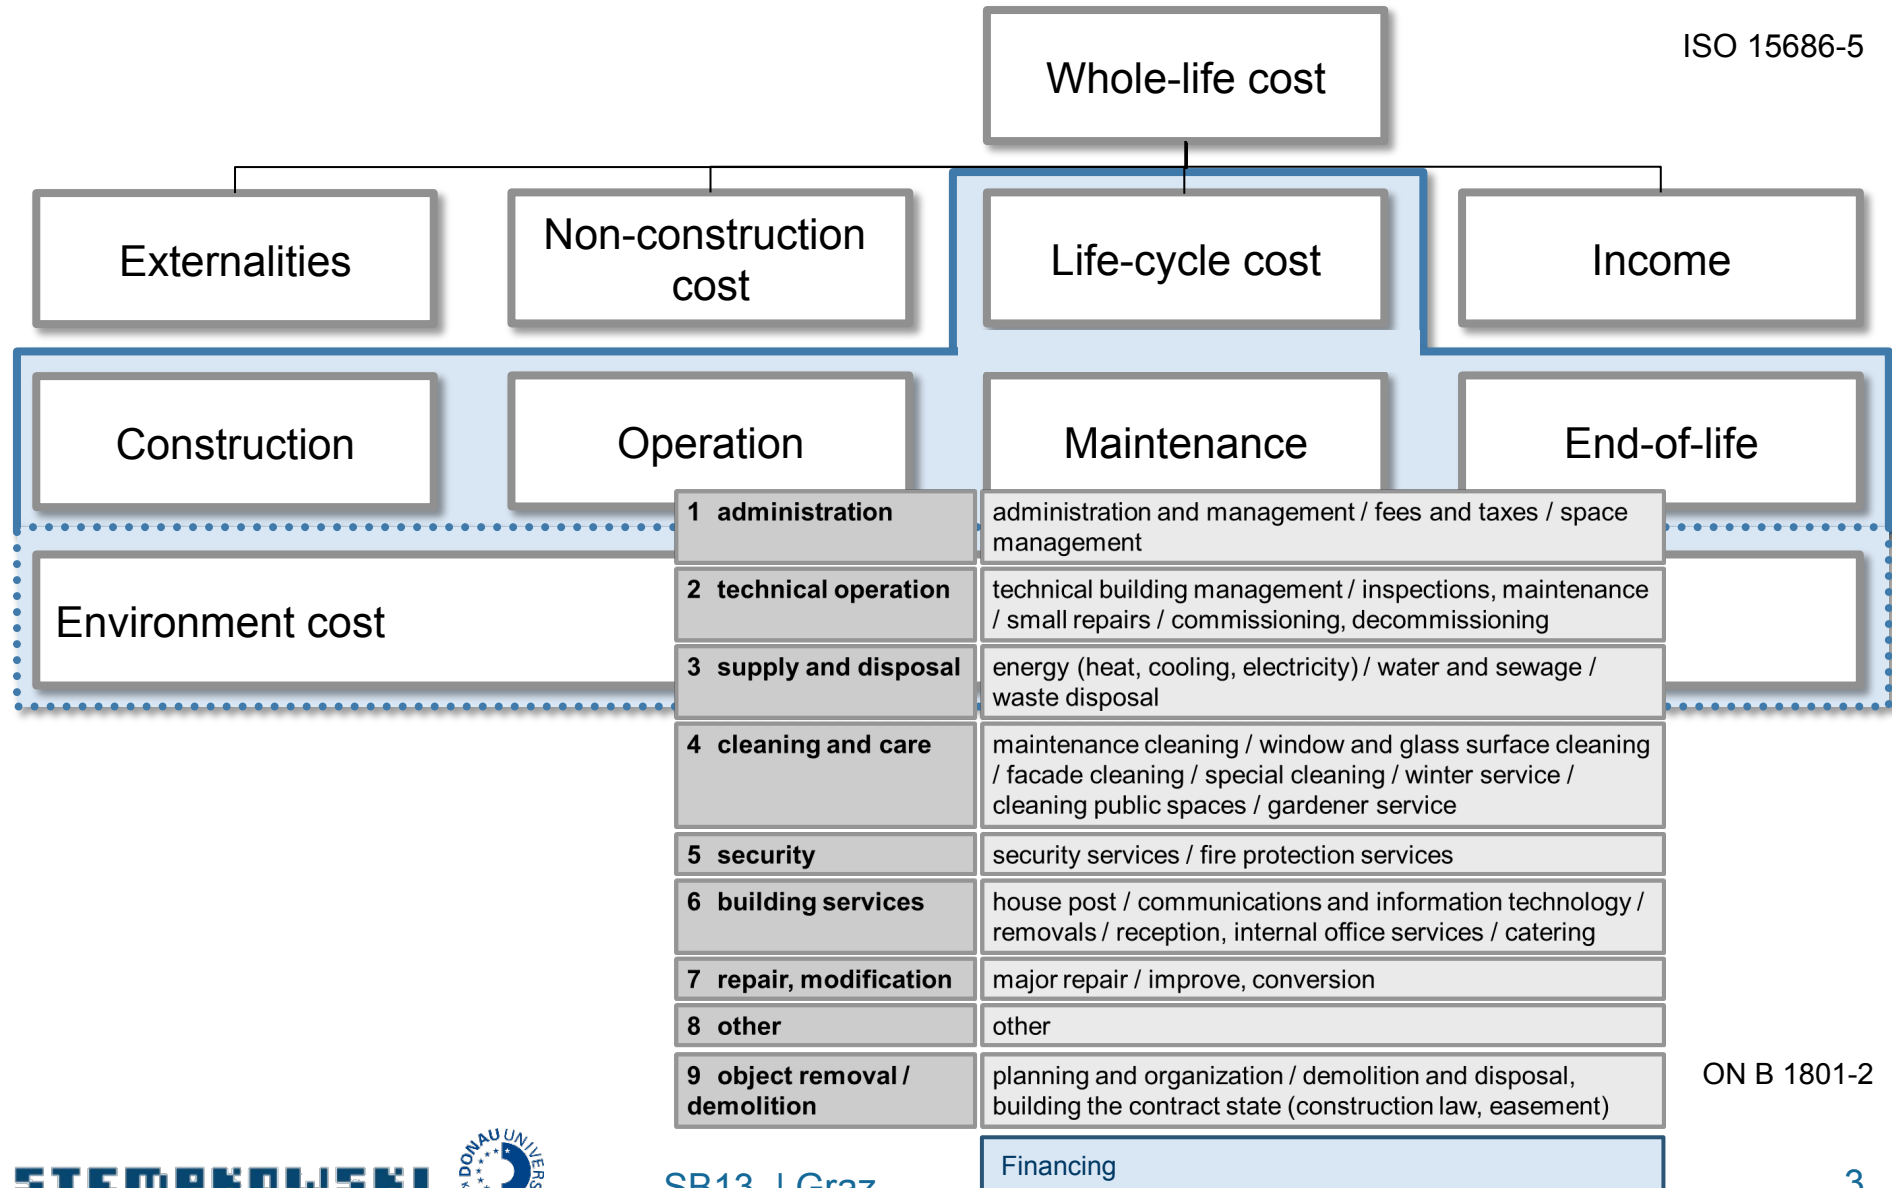 Whole-life cost
ISO 15686-5
Externalities
Non-construction
cost
Life-cycle cost
Income
Construction
Operation
Maintenance
End-of-life
Environment cost
1 administration
administration and management / fees and taxes / space
management
2 technical operation
technical building management / inspections, maintenance
/ small repairs / commissioning, decommissioning
3 supply and disposal
energy (heat, cooling, electricity) / water and sewage /
waste disposal
4 cleaning and care
maintenance cleaning / window and glass surface cleaning
/ facade cleaning / special cleaning / winter service /
cleaning public spaces / gardener service
5 security
security services / fire protection services
6 building services
house post / communications and information technology /
removals / reception, internal office services / catering
7 repair, modification
major repair / improve, conversion
8 other
other
9 object removal /
demolition
planning and organization / demolition and disposal,
building the contract state (construction law, easement)
ON B 1801-2
Financing
DONAU
SB13 | Graz
3